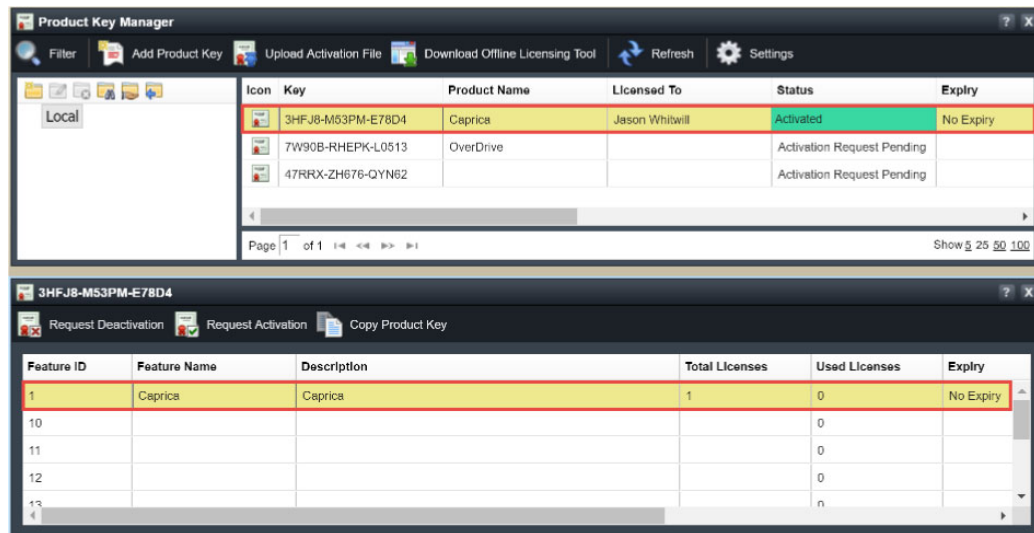 Product Key Manager ? X
Filter Add Product Key Upload Activation File Download Offline Licensing Tool Refresh Settings
Local
Icon Key Product Name Licensed To Status Expiry
3HFJ8-M53PM-E78D4 Caprica Jason Whitwill Activated No Expiry
7W90B-RHEPK-L0513 OverDrive Activation Request Pending
47RRX-ZH676-QYN62 Activation Request Pending
Page 1 of 1 Show 5 25 50 100
3HFJ8-M53PM-E78D4 ? X
Request Deactivation Request Activation Copy Product Key
Feature ID Feature Name Description Total Licenses Used Licenses Expiry
1 Caprica Caprica 1 0 No Expiry
10 0
11 0
12 0
13 0